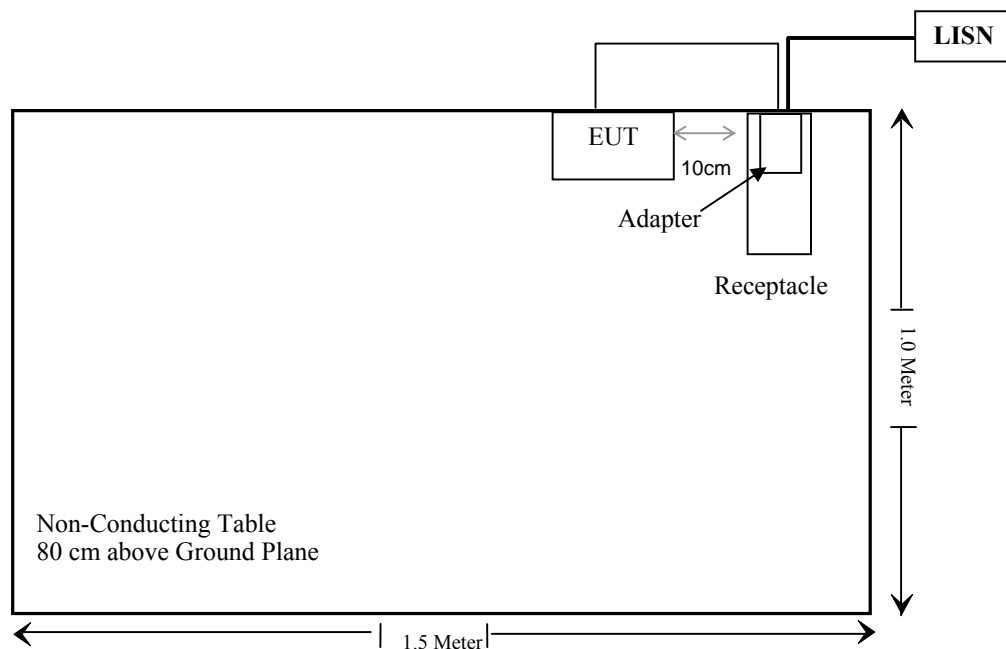 LISN
EUT
10cm
Adapter
Receptacle
1.0 Meter
Non-Conducting Table
80 cm above Ground Plane
1.5 Meter